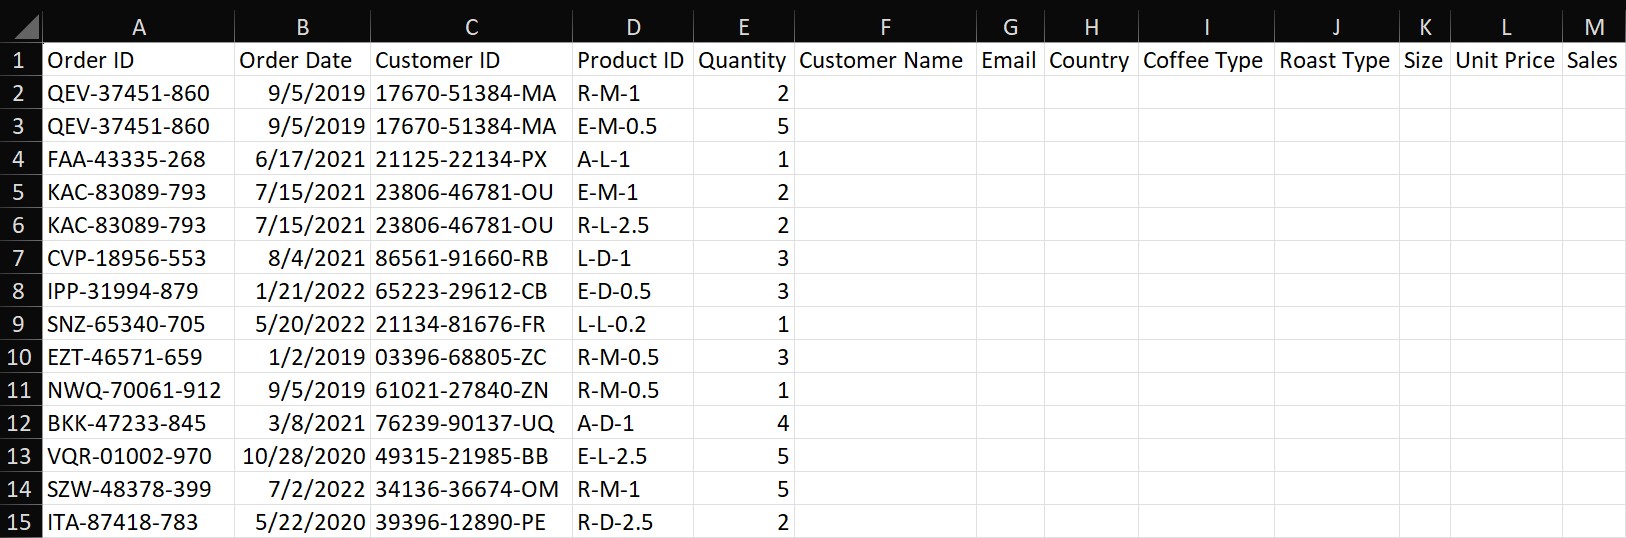 A B C D E F G H I J K L M
1 Order ID Order Date Customer ID Product ID Quantity Customer Name Email Country Coffee Type Roast Type Size Unit Price Sales
2 QEV-37451-860 9/5/2019 17670-51384-MA R-M-1 2
3 QEV-37451-860 9/5/2019 17670-51384-MA E-M-0.5 5
4 FAA-43335-268 6/17/2021 21125-22134-PX A-L-1 1
5 KAC-83089-793 7/15/2021 23806-46781-OU E-M-1 2
6 KAC-83089-793 7/15/2021 23806-46781-OU R-L-2.5 2
7 CVP-18956-553 8/4/2021 86561-91660-RB L-D-1 3
8 IPP-31994-879 1/21/2022 65223-29612-CB E-D-0.5 3
9 SNZ-65340-705 5/20/2022 21134-81676-FR L-L-0.2 1
10 EZT-46571-659 1/2/2019 03396-68805-ZC R-M-0.5 3
11 NWQ-70061-912 9/5/2019 61021-27840-ZN R-M-0.5 1
12 BKK-47233-845 3/8/2021 76239-90137-UQ A-D-1 4
13 VQR-01002-970 10/28/2020 49315-21985-BB E-L-2.5 5
14 SZW-48378-399 7/2/2022 34136-36674-OM R-M-1 5
15 ITA-87418-783 5/22/2020 39396-12890-PE R-D-2.5 2